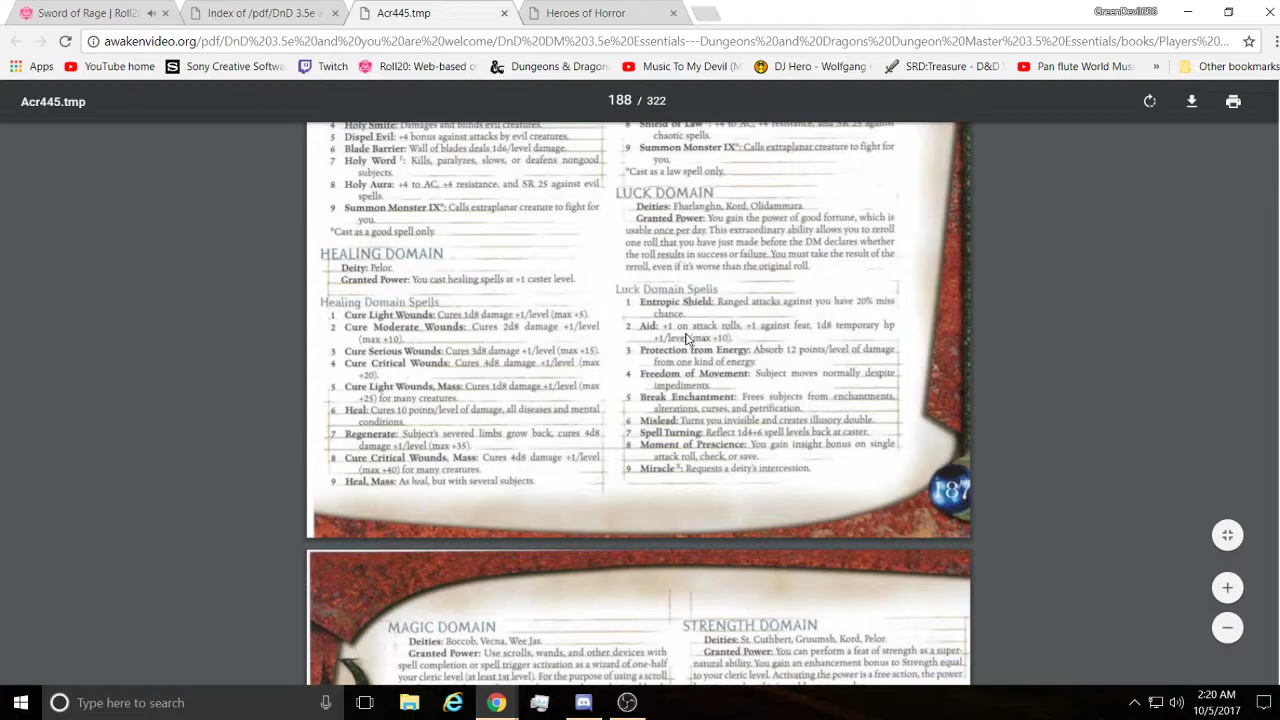 Sword of Rage | Roll2
Index of /pdf/DnD 3.5e a
Acr445.tmp
Heroes of Horror
GreenDevil686
awakenvideo.org/pdf/DnD%203.5e%20and%20you%20are%20welcome/DnD%20DM%203.5e%20Essentials---Dungeons%20and%20Dragons%20Dungeon%20Master%203.5%20Essentials/books/Players%20...
Apps
YouTube home
Sony Creative Softw
Twitch
Roll20: Web-based o
Dungeons & Dragon
Music To My Devil (M
DJ Hero - Wolfgang
SRD:Treasure - D&D
Pan flute World Mus
»
Other bookmarks
Acr445.tmp
188 / 322
4 Holy Smite: Damages and blinds evil creatures.
5 Dispel Evil: +4 bonus against attacks by evil creatures.
6 Blade Barrier: Wall of blades deals 1d6/level damage.
7 Holy Word F: Kills, paralyzes, slows, or deafens nongood
subjects.
8 Holy Aura: +4 to AC, +4 resistance, and SR 25 against evil
spells.
9 Summon Monster IX*: Calls extraplanar creature to fight for
you.
*Cast as a good spell only.
HEALING DOMAIN
Deity: Pelor.
Granted Power: You cast healing spells at +1 caster level.
Healing Domain Spells
1 Cure Light Wounds: Cures 1d8 damage +1/level (max +5).
2 Cure Moderate Wounds: Cures 2d8 damage +1/level
(max +10).
3 Cure Serious Wounds: Cures 3d8 damage +1/level (max +15).
4 Cure Critical Wounds: Cures 4d8 damage +1/level (max
+20).
5 Cure Light Wounds, Mass: Cures 1d8 damage +1/level (max
+25) for many creatures.
6 Heal: Cures 10 points/level of damage, all diseases and mental
conditions.
7 Regenerate: Subject's severed limbs grow back, cures 4d8
damage +1/level (max +35).
8 Cure Critical Wounds, Mass: Cures 4d8 damage +1/level
(max +40) for many creatures.
9 Heal, Mass: As heal, but with several subjects.
8 Shield of Law F: +4 to AC, +4 resistance, and SR 25 against
chaotic spells.
9 Summon Monster IX*: Calls extraplanar creature to fight for
you.
*Cast as a law spell only.
LUCK DOMAIN
Deities: Fharlanghn, Kord, Olidammara.
Granted Power: You gain the power of good fortune, which is
usable once per day. This extraordinary ability allows you to reroll
one roll that you have just made before the DM declares whether
the roll results in success or failure. You must take the result of the
reroll, even if it's worse than the original roll.
Luck Domain Spells
1 Entropic Shield: Ranged attacks against you have 20% miss
chance.
2 Aid: +1 on attack rolls, +1 against fear, 1d8 temporary hp
+1/level (max +10).
3 Protection from Energy: Absorb 12 points/level of damage
from one kind of energy.
4 Freedom of Movement: Subject moves normally despite
impediments.
5 Break Enchantment: Frees subjects from enchantments,
alterations, curses, and petrification.
6 Mislead: Turns you invisible and creates illusory double.
7 Spell Turning: Reflect 1d4+6 spell levels back at caster.
8 Moment of Prescience: You gain insight bonus on single
attack roll, check, or save.
9 Miracle X: Requests a deity's intercession.
187
MAGIC DOMAIN
Deities: Boccob, Vecna, Wee Jas.
Granted Power: Use scrolls, wands, and other devices with
spell completion or spell trigger activation as a wizard of one-half
your cleric level (at least 1st level). For the purpose of using a scroll
STRENGTH DOMAIN
Deities: St. Cuthbert, Gruumsh, Kord, Pelor.
Granted Power: You can perform a feat of strength as a super-
natural ability. You gain an enhancement bonus to Strength equal
to your cleric level. Activating the power is a free action, the power
Type here to search
2:20 AM
10/5/2017